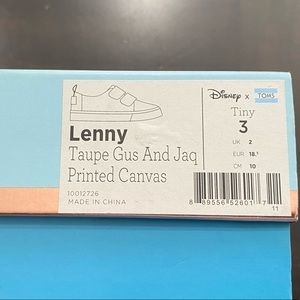 Disney x TOMS
Tiny
3
UK 2
EUR 18.5
CM 10
Lenny
Taupe Gus And Jaq
Printed Canvas
10012726
MADE IN CHINA
8 89556 52601 7
11